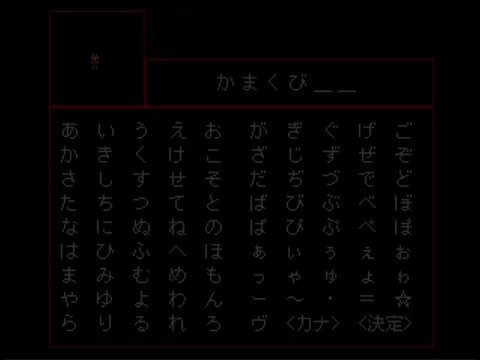 かまくび＿＿
あ い う え お が ぎ ぐ げ ご
か き く け こ ざ じ ず ぜ ぞ
さ し す せ そ だ ぢ づ で ど
た ち つ て と ば び ぶ べ ぼ
な に ぬ ね の ぱ ぴ ぷ ぺ ぽ
は ひ ふ へ ほ ぁ ぃ ぅ ぇ ぉ
ま み む め も っ ゃ ゅ ょ ゎ
や ゆ よ わ ん ー ～ ・ ＝ ☆
ら り る れ ろ ヴ <カナ> <決定>